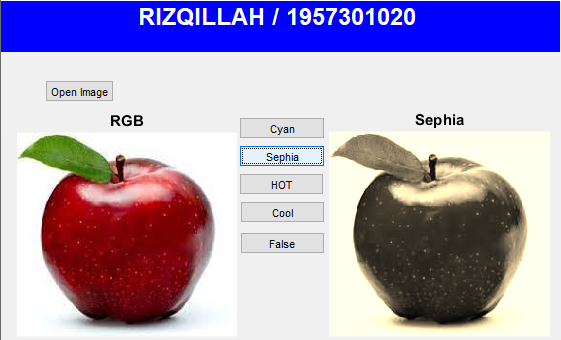 RIZQILLAH / 1957301020
Open Image
RGB
Sephia
Cyan
Sephia
HOT
Cool
False